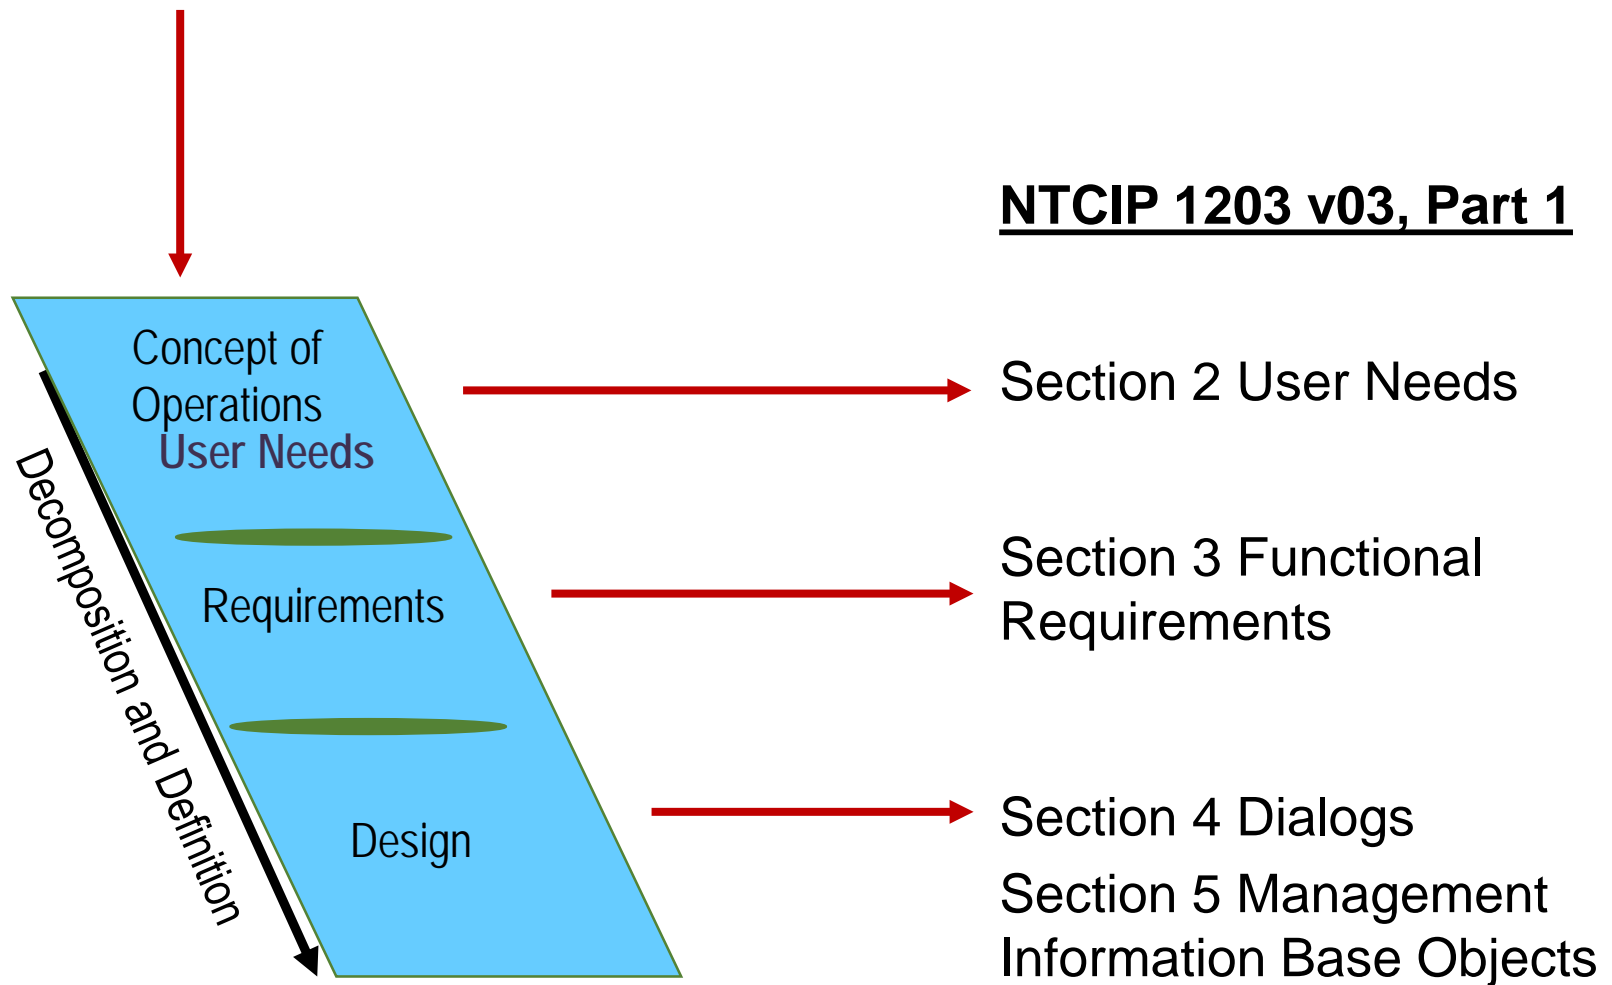 NTCIP 1203 v03, Part 1
Concept of
Operations
User Needs
Section 2 User Needs
Decomposition and Definition
Requirements
Section 3 Functional
Requirements
Design
Section 4 Dialogs
Section 5 Management
Information Base Objects